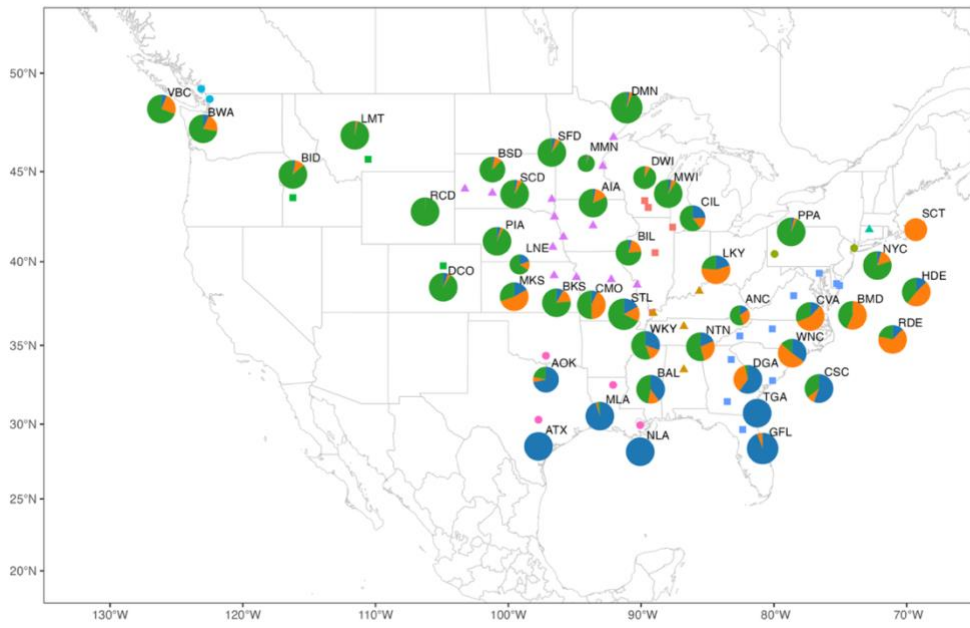 50°N
45°N
40°N
35°N
30°N
25°N
20°N
VBC
BWA
LMT
BID
DMN
SFD
MMN
BSD
SCD
DWI
MWI
AIA
RCD
CIL
PPA
SCT
PIA
LNE
BIL
NYC
DCO
LKY
HDE
MKS
BKS
CMO
STL
ANC
CVA
BMD
RDE
WKY
NTN
WNC
AOK
BAL
DGA
CSC
MLA
TGA
ATX
NLA
GFL
130°W
120°W
110°W
100°W
90°W
80°W
70°W